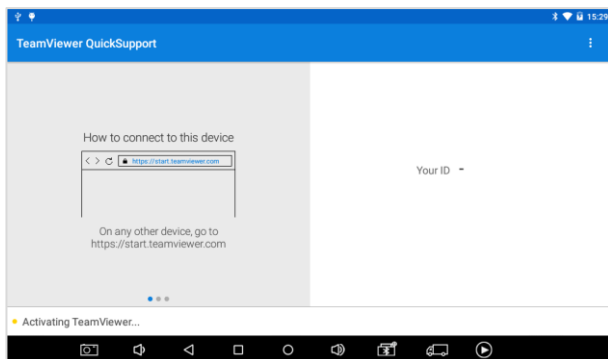 15:29
TeamViewer QuickSupport
How to connect to this device
https://start.teamviewer.com
On any other device, go to
https://start.teamviewer.com
Your ID -
Activating TeamViewer...